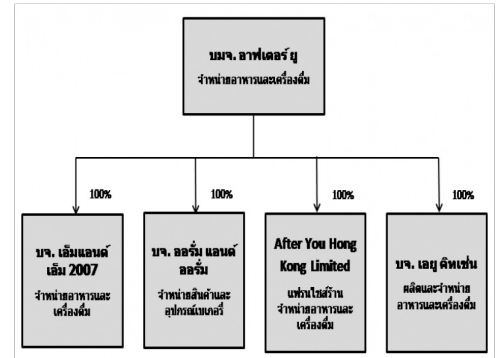 บมจ. อาฟเตอร์ ยู
จำหน่ายอาหารและเครื่องดื่ม
100%
100%
100%
100%
บจ. เอ็มแอนด์
เอ็ม 2007
จำหน่ายอาหารและ
เครื่องดื่ม
บจ. ออรั่ม แอนด์
ออรั่ม
จำหน่ายสินค้าและ
อุปกรณ์เบเกอรี่
After You Hong
Kong Limited
แฟรนไชส์ร้าน
จำหน่ายอาหารและ
เครื่องดื่ม
บจ. เอยู คิทเช่น
ผลิตและจำหน่าย
อาหารและเครื่องดื่ม